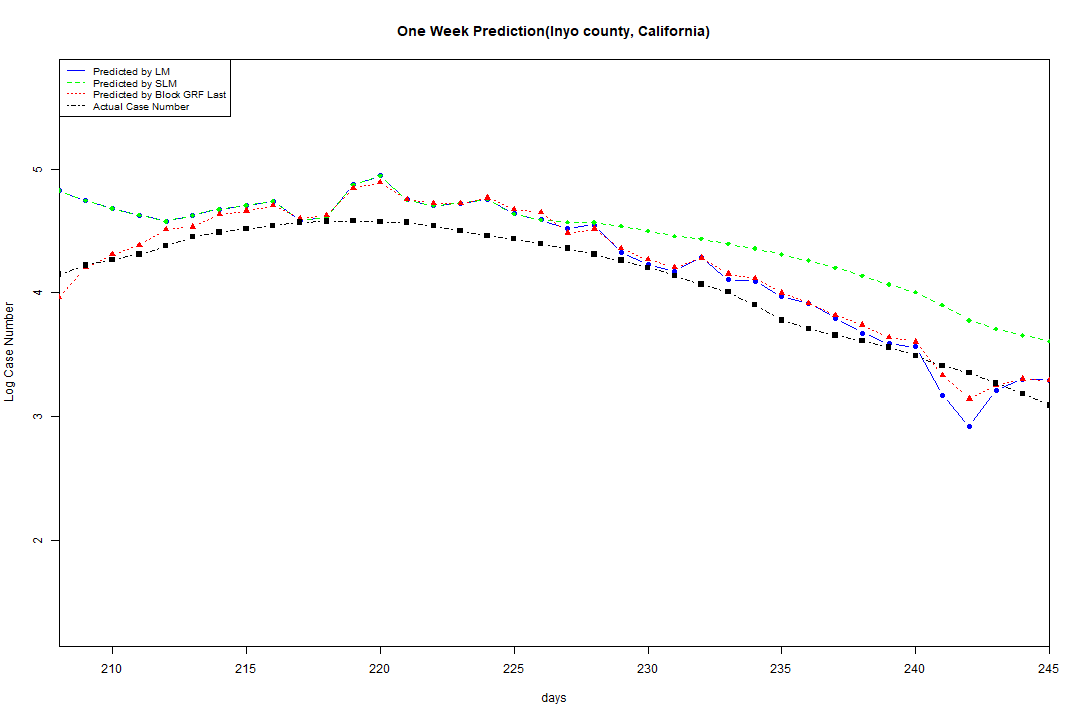 One Week Prediction(Inyo county, California)
Predicted by LM
Predicted by SLM
Predicted by Block GRF Last
Actual Case Number
5
4
3
2
Log Case Number
210 215 220 225 230 235 240 245
days